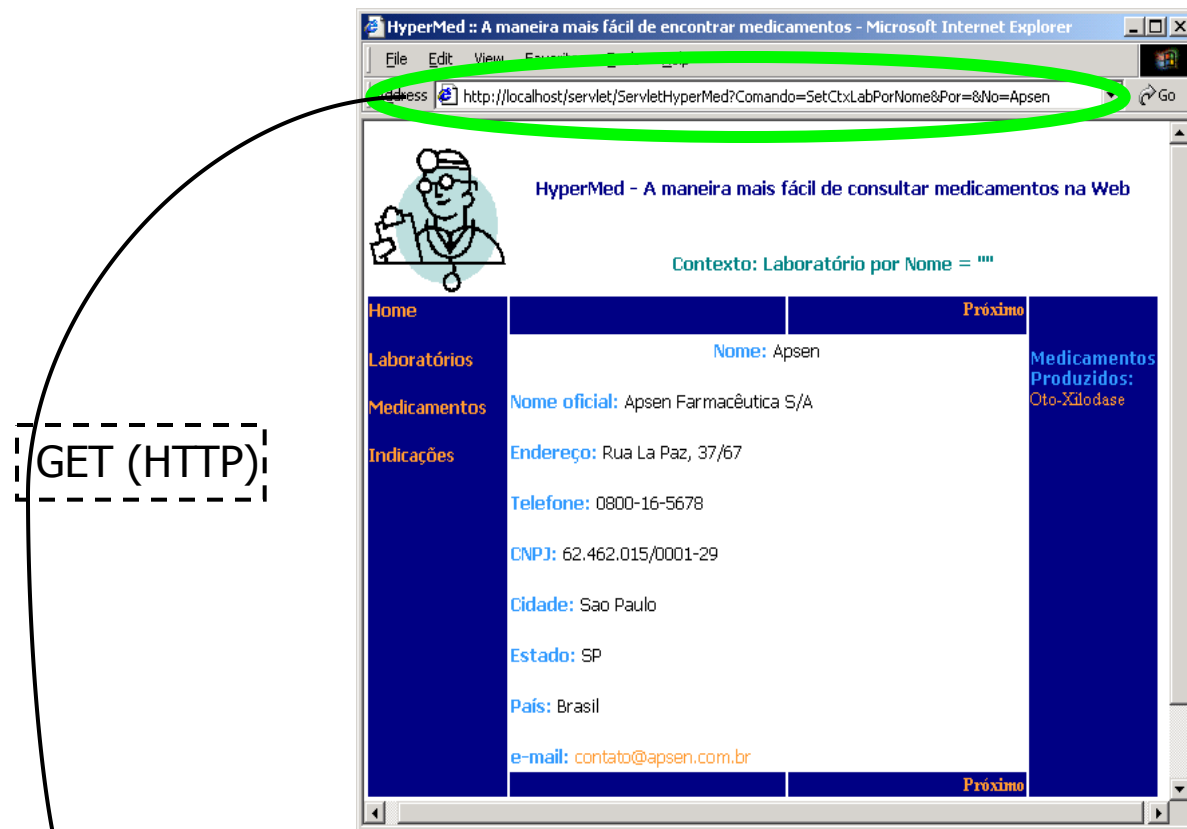 HyperMed :: A maneira mais fácil de encontrar medicamentos - Microsoft Internet Explorer
File Edit View
Address http://localhost/servlet/ServletHyperMed?Comando=SetCtxLabPorNome&Por=&No=Apsen Go
HyperMed - A maneira mais fácil de consultar medicamentos na Web
Contexto: Laboratório por Nome = ""
Home
Laboratórios
Medicamentos
Indicações
Próximo
Nome: Apsen
Nome oficial: Apsen Farmacêutica S/A
Endereço: Rua La Paz, 37/67
Telefone: 0800-16-5678
CNPJ: 62.462.015/0001-29
Cidade: Sao Paulo
Estado: SP
País: Brasil
e-mail: contato@apsen.com.br
Próximo
Medicamentos
Produzidos:
Oto-Xilodase
GET (HTTP)